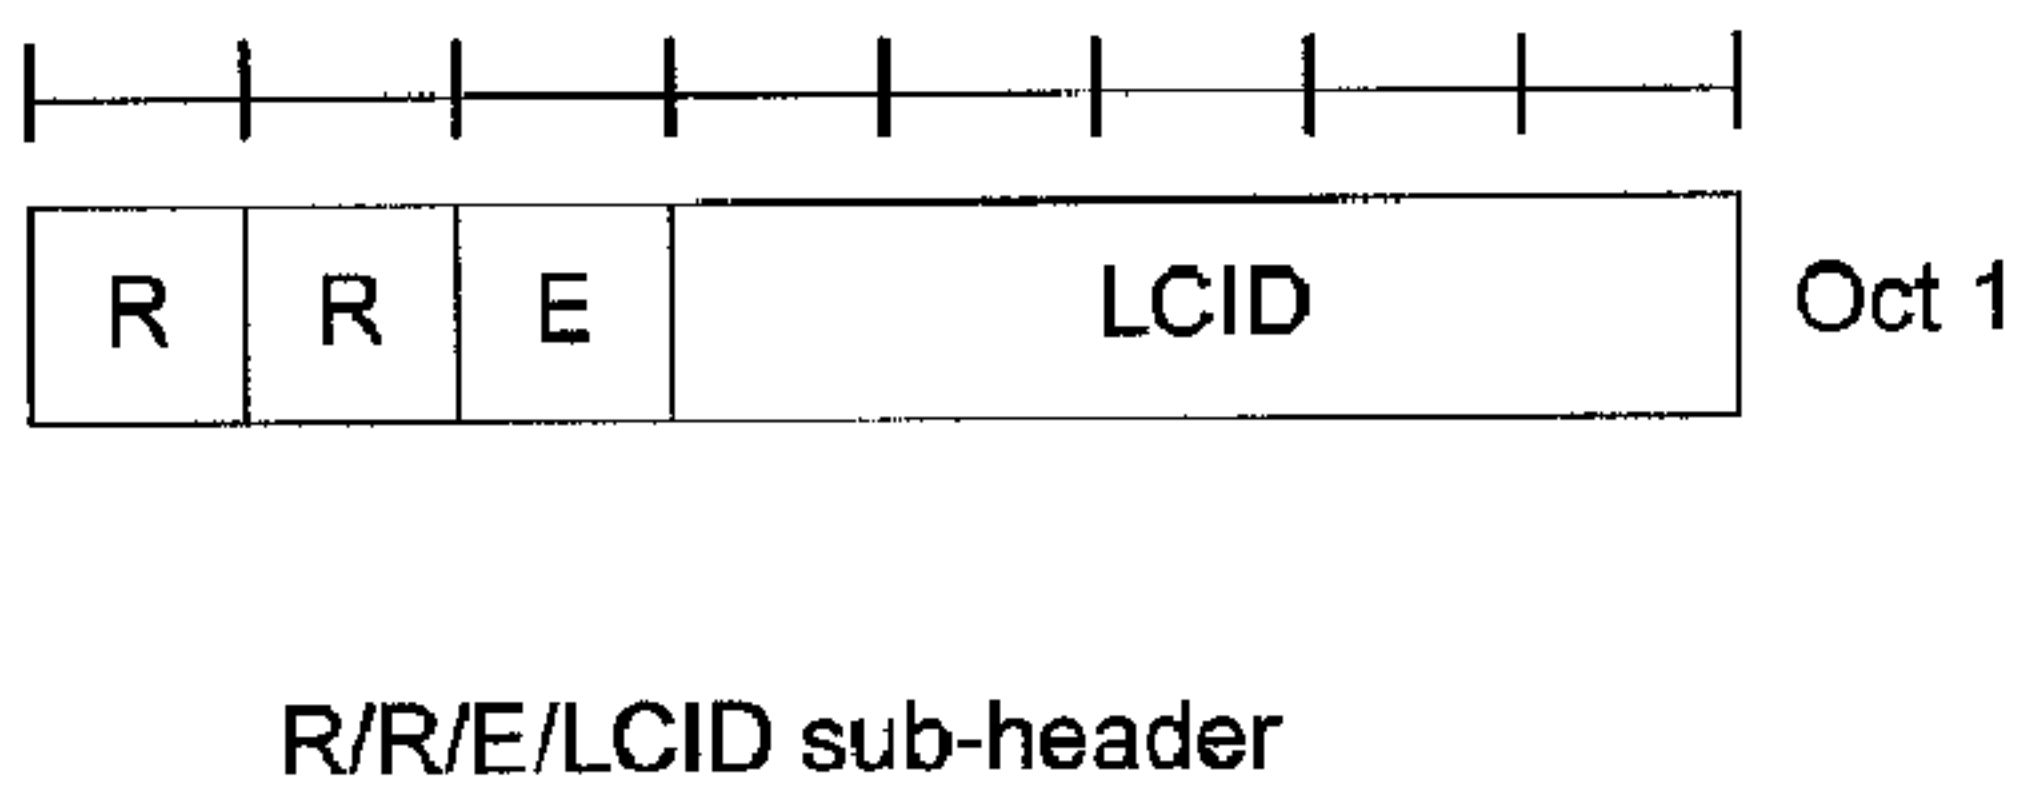 R R E LCID Oct 1
R/R/E/LCID sub-header